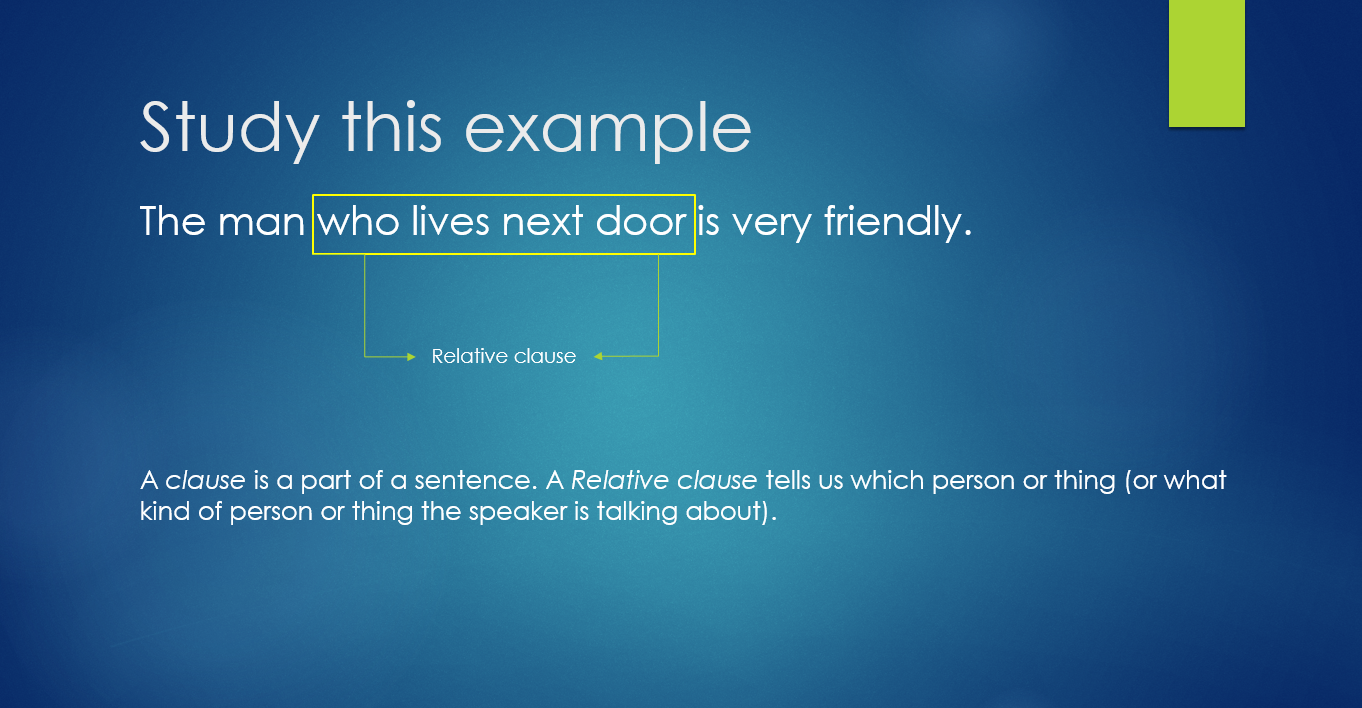 Study this example
The man who lives next door is very friendly.
Relative clause
A clause is a part of a sentence. A Relative clause tells us which person or thing (or what
kind of person or thing the speaker is talking about).